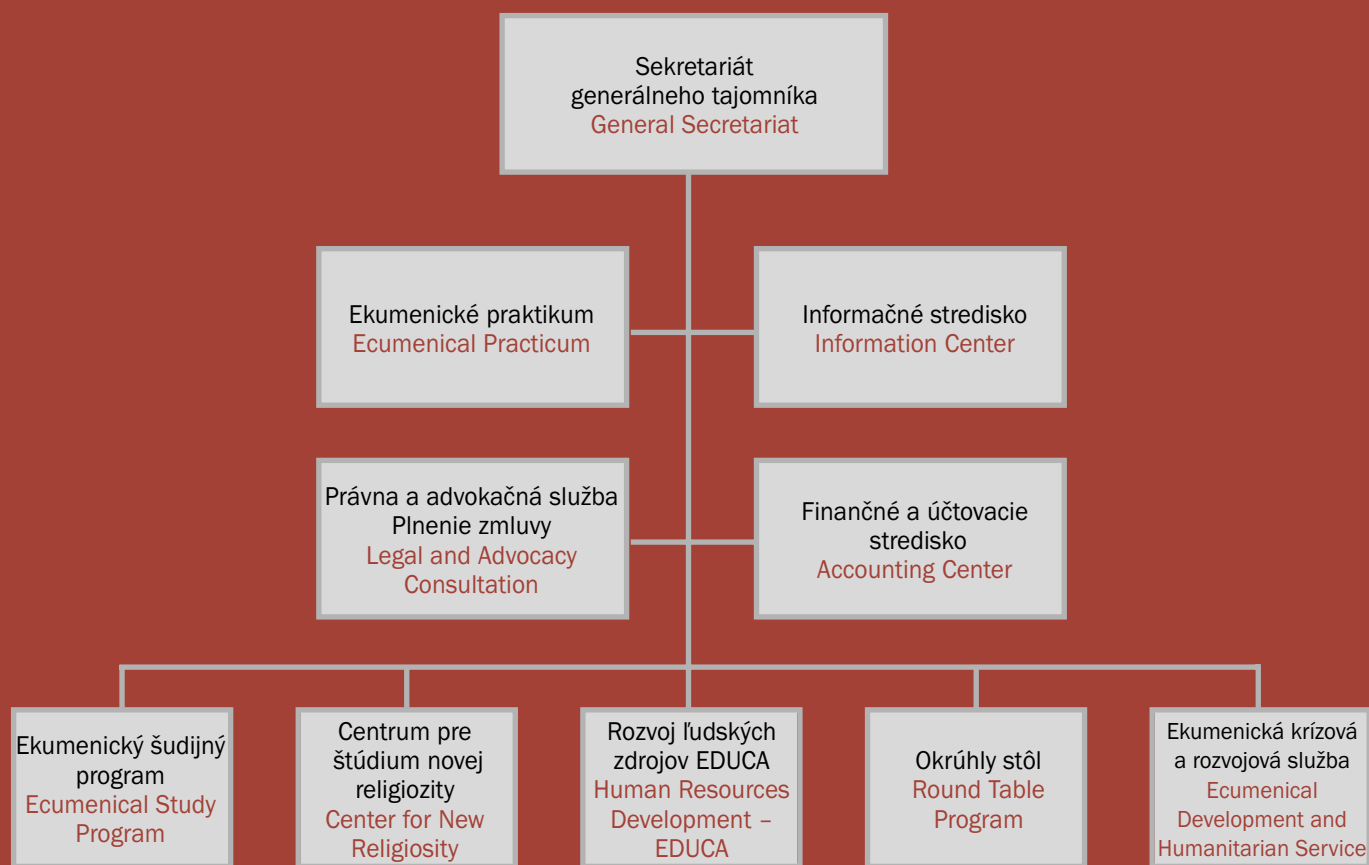 Sekretariát
generálneho tajomníka
General Secretariat
Ekumenické praktikum
Ecumenical Practicum
Informačné stredisko
Information Center
Právna a advokačná služba
Plnenie zmluvy
Legal and Advocacy
Consultation
Finančné a účtovacie
stredisko
Accounting Center
Ekumenický šudijný
program
Ecumenical Study
Program
Centrum pre
štúdium novej
religiozity
Center for New
Religiosity
Rozvoj ľudských
zdrojov EDUCA
Human Resources
Development –
EDUCA
Okrúhly stôl
Round Table
Program
Ekumenická krízová
a rozvojová služba
Ecumenical
Development and
Humanitarian Service